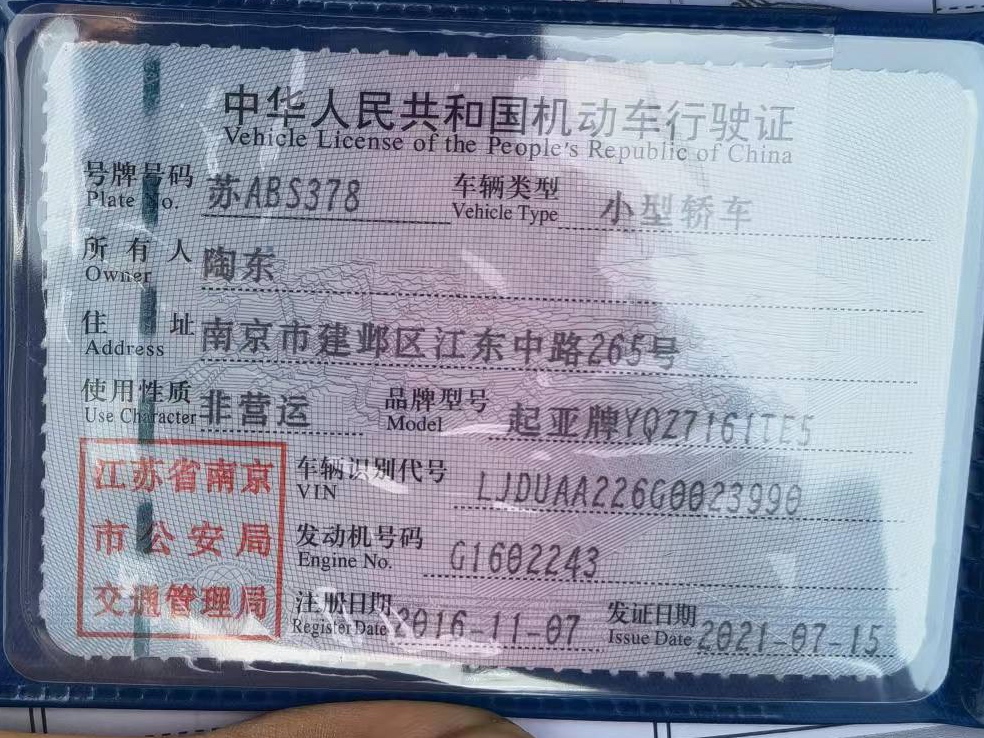 中华人民共和国机动车行驶证
Vehicle License of the People's Republic of China
号牌号码 苏ABS378 车辆类型 小型轿车
Plate No. Vehicle Type
所有人 陶东
Owner
住址 南京市建邺区江东中路265号
Address
使用性质 非营运 品牌型号 起亚牌YQZ7161TE5
Use Character Model
江苏省南京
市公安局
交通管理局
车辆识别代号 LJDUAA226G0023990
VIN
发动机号码 G1602243
Engine No.
注册日期 2016-11-07 发证日期 2021-07-15
Register Date Issue Date